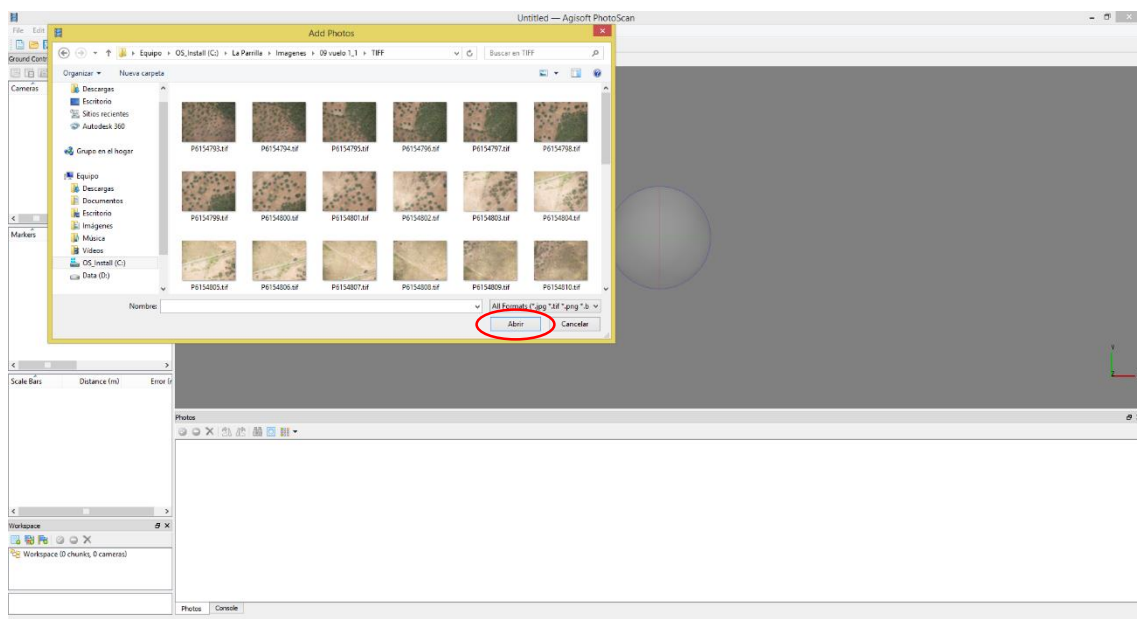 Untitled — Agisoft PhotoScan
File Edit
Add Photos
Equipo OS_Install (C:) La Parrilla Imagenes 09 vuelo 1_1 TIFF
Buscar en TIFF
Ground Contr
Organizar Nueva carpeta
Cameras
Descargas
Escritorio
Sitios recientes
Autodesk 360
Grupo en el hogar
Equipo
Descargas
Documentos
Escritorio
Imágenes
Música
Vídeos
OS_Install (C:)
Data (D:)
P6154793.tif P6154794.tif P6154795.tif P6154796.tif P6154797.tif P6154798.tif
P6154799.tif P6154800.tif P6154801.tif P6154802.tif P6154803.tif P6154804.tif
P6154805.tif P6154806.tif P6154807.tif P6154808.tif P6154809.tif P6154810.tif
Markers
Nombre: All Formats (*.jpg *.tif *.png *.b
Abrir Cancelar
Y
Z
Scale Bars Distance (m) Error (r
Photos
Workspace
Workspace (0 chunks, 0 cameras)
Photos Console